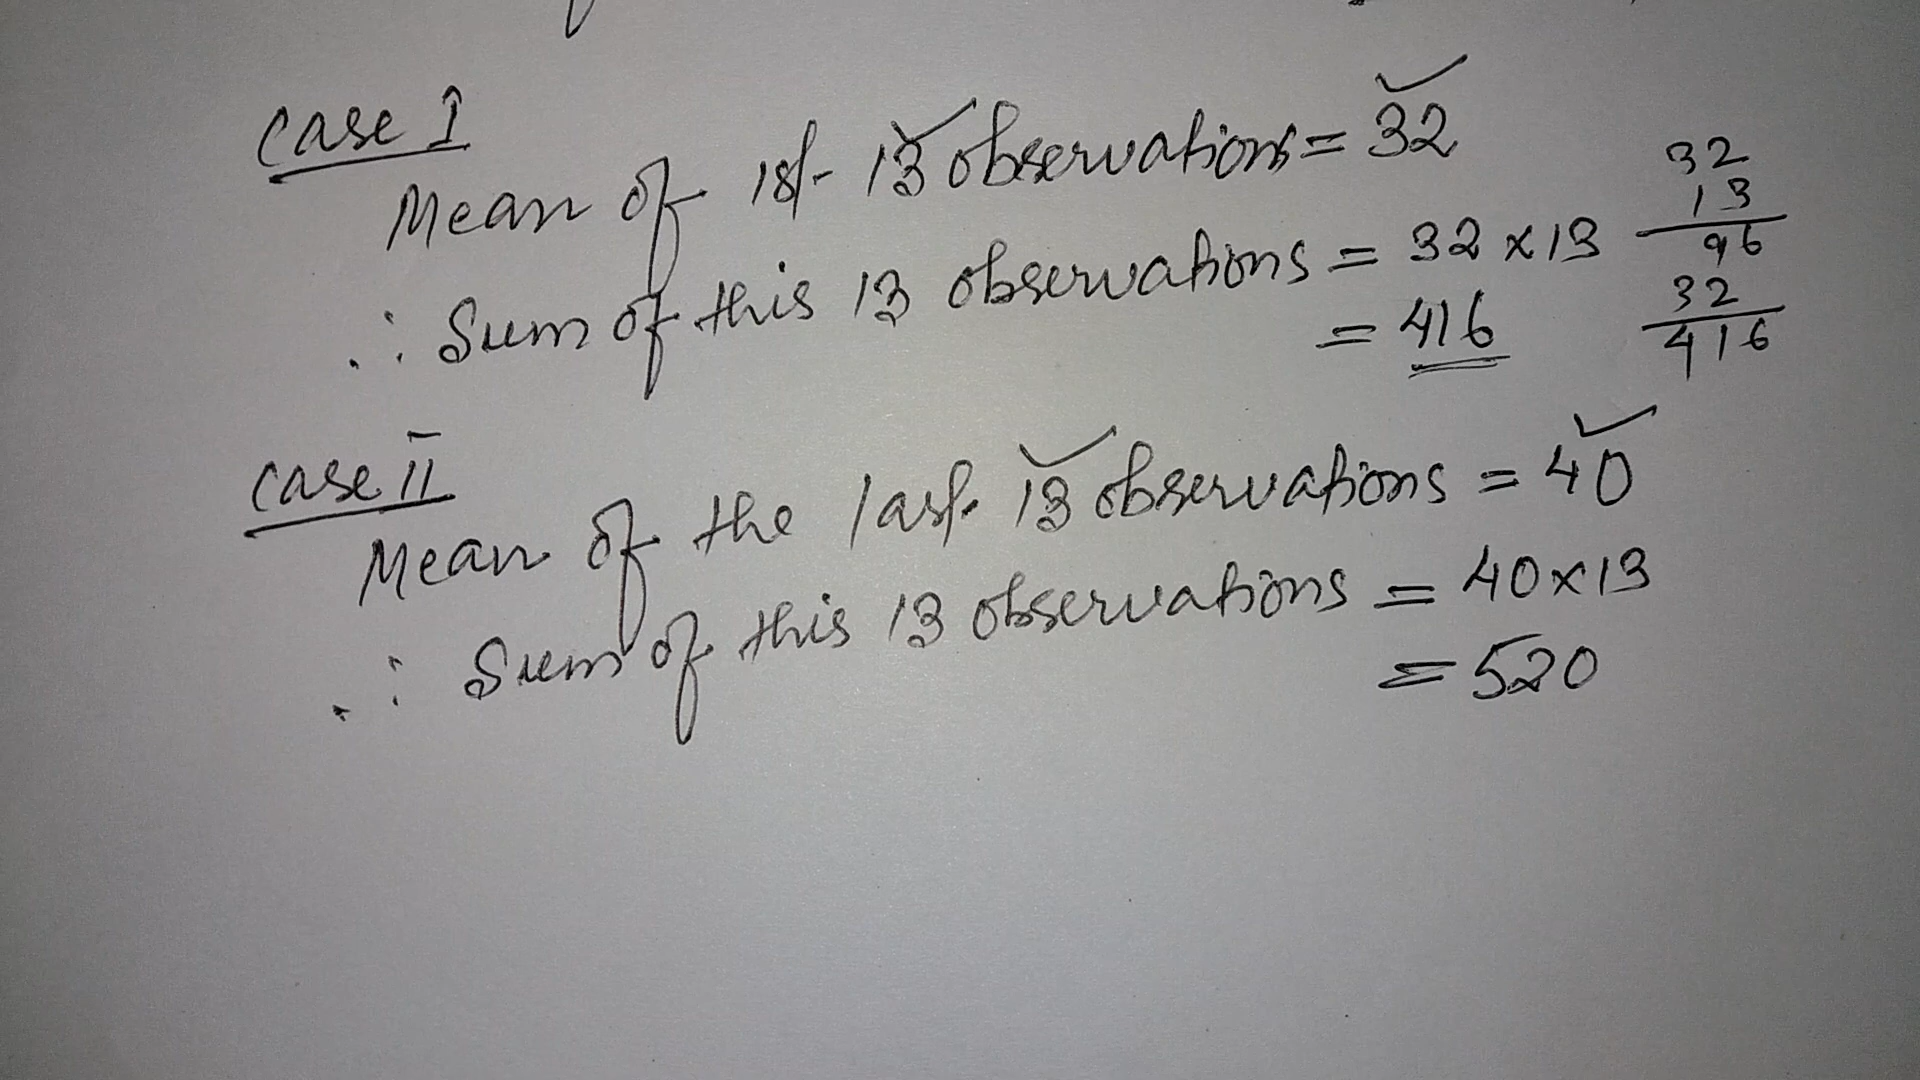 case I
Mean of 1st 13 observations = 32
∴ Sum of this 13 observations = 32 x 13
= 416
32
13
96
32
416
case II
Mean of the last 13 observations = 40
∴ Sum of this 13 observations = 40 x 13
= 520